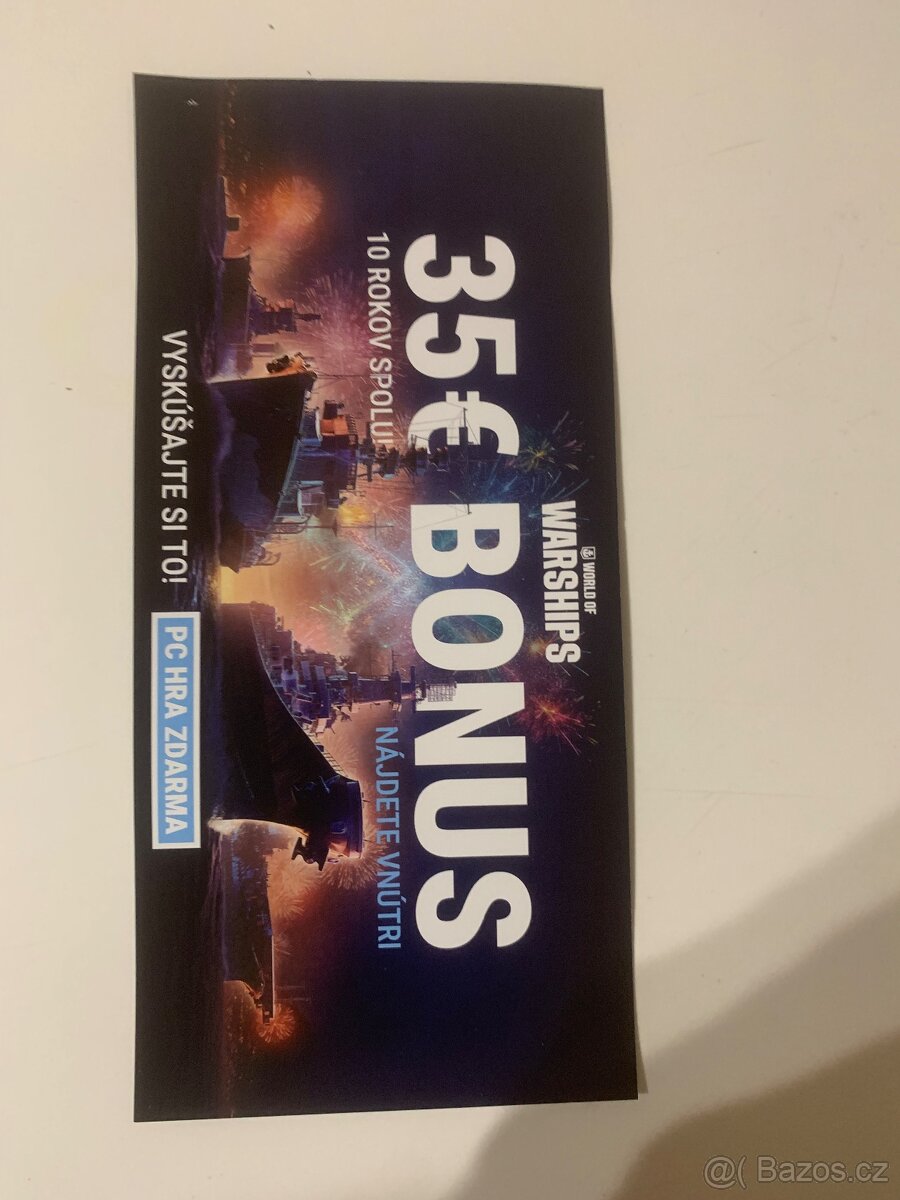 WORLD OF
WARSHIPS
35€ BONUS
10 ROKOV SPOLU!
NÁJDETE VNÚTRI
VYSKÚŠAJTE SI TO!
PC HRA ZDARMA
@( Bazos.cz